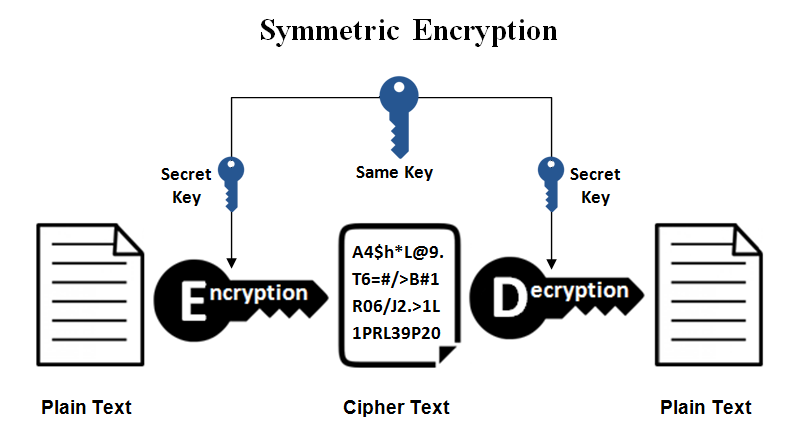 Symmetric Encryption
Secret
Key
Same Key
Secret
Key
Encryption
A4$h*L@9.
T6=#/>B#1
R06/J2.>1L
1PRL39P20
Decryption
Plain Text
Cipher Text
Plain Text